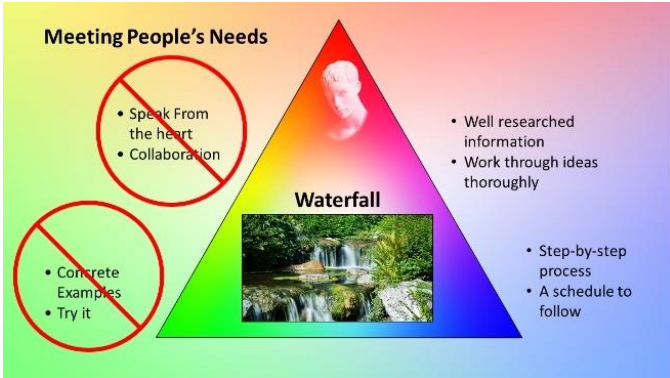 Meeting People's Needs
• Speak From
the heart
• Collaboration
• Well researched
information
• Work through ideas
thoroughly
Waterfall
• Concrete
Examples
• Try it
• Step-by-step
process
• A schedule to
follow